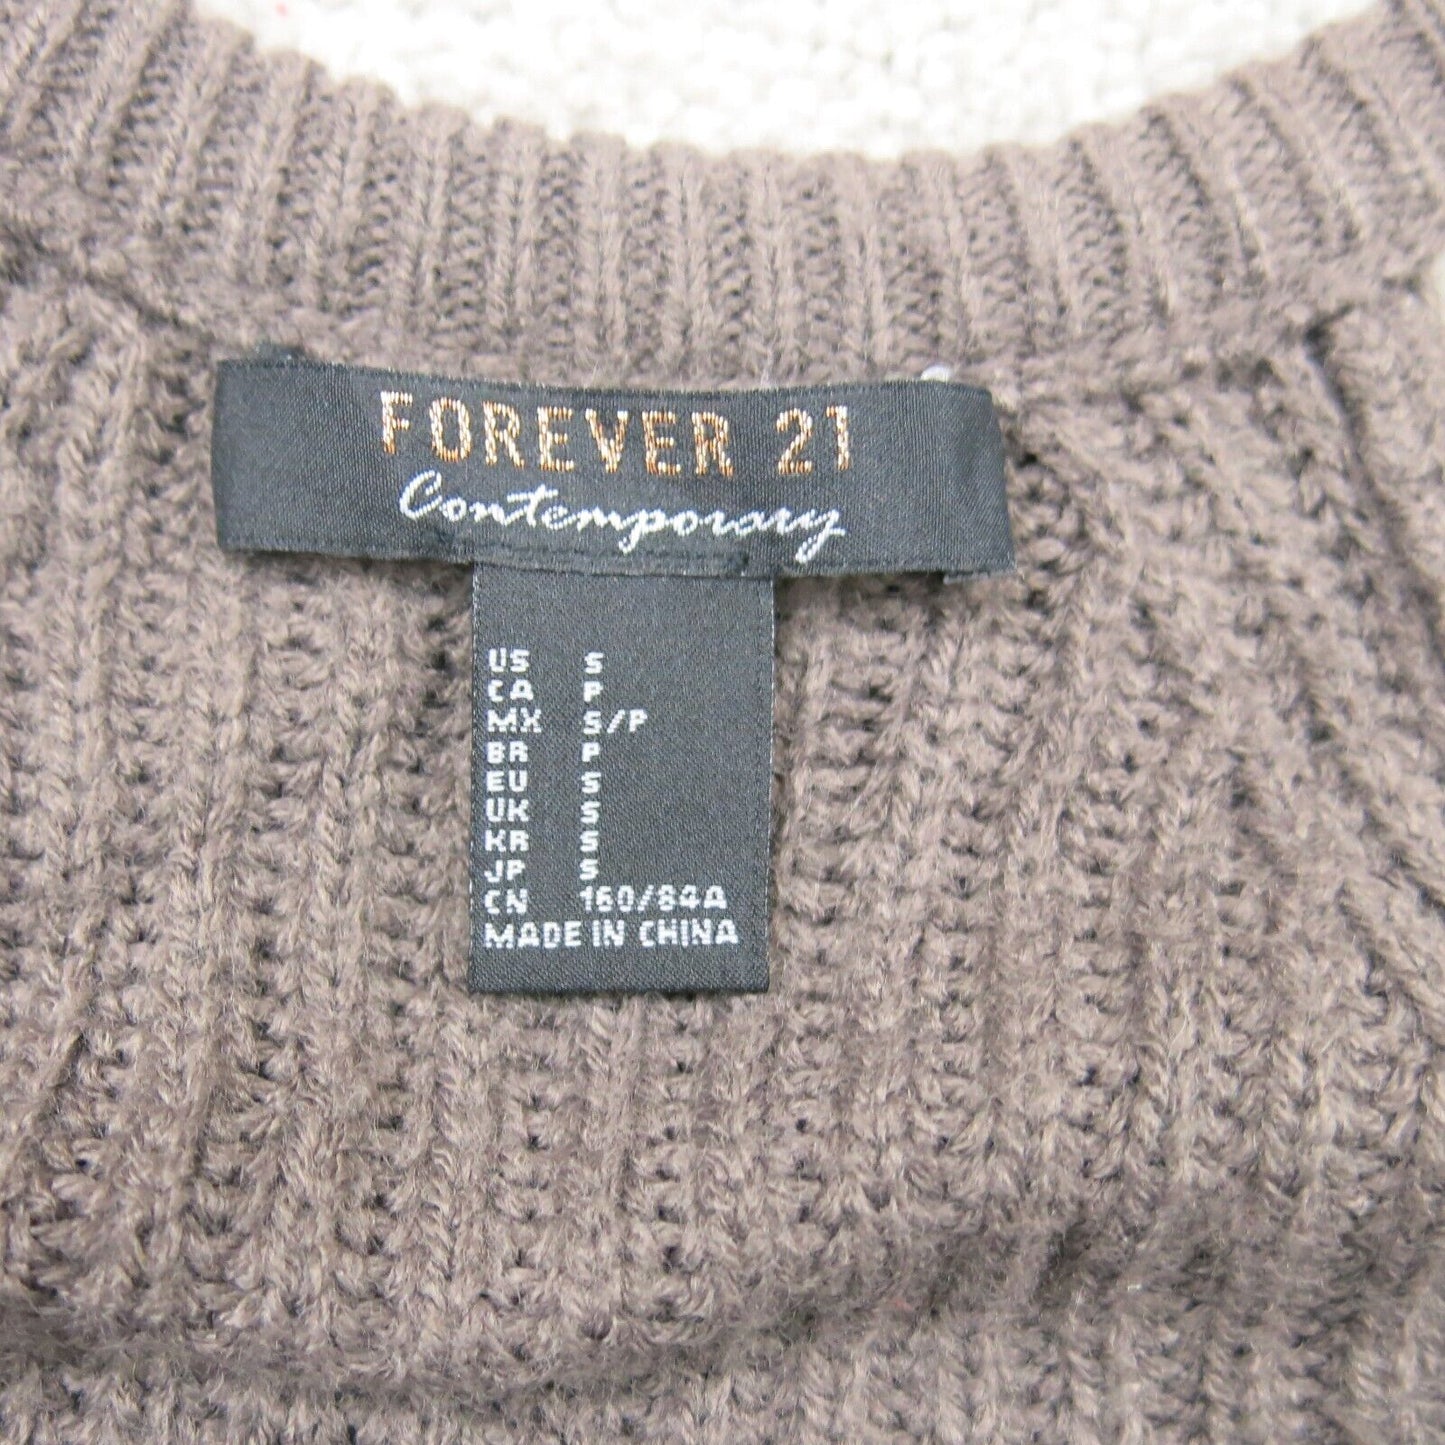 FOREVER 21
Contemporary
US S
CA P
MX S/P
BR P
EU S
UK S
KR S
JP S
CN 160/84A
MADE IN CHINA